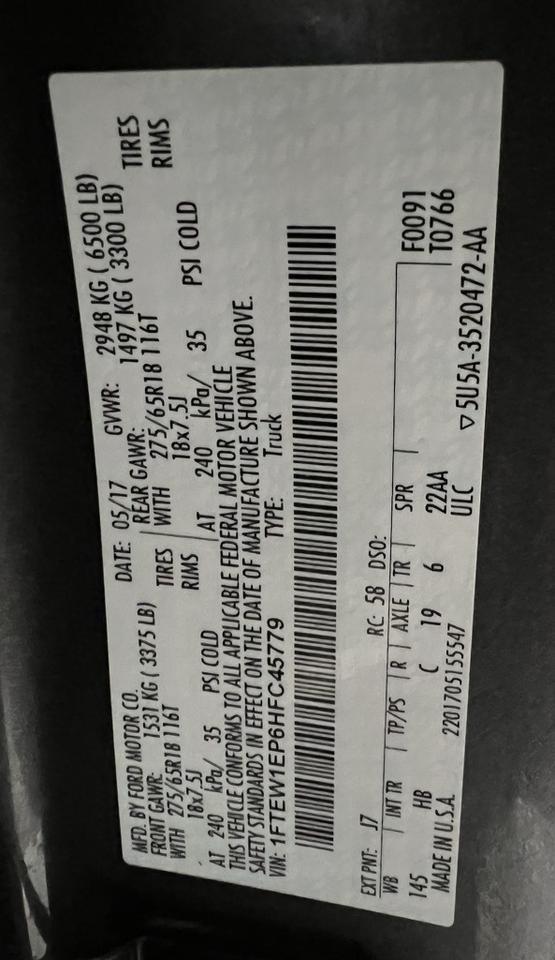 MFD. BY FORD MOTOR CO. DATE: 05/17 GVWR: 2948 KG ( 6500 LB)
FRONT GAWR: 1531 KG ( 3375 LB) REAR GAWR: 1497 KG ( 3300 LB)
WITH 275/65R18 116T TIRES WITH 275/65R18 116T TIRES
18x7.5J RIMS 18x7.5J RIMS
AT 240 kPa/ 35 PSI COLD AT 240 kPa/ 35 PSI COLD
THIS VEHICLE CONFORMS TO ALL APPLICABLE FEDERAL MOTOR VEHICLE
SAFETY STANDARDS IN EFFECT ON THE DATE OF MANUFACTURE SHOWN ABOVE.
VIN: 1FTEW1EP6HFC45779 TYPE: Truck
EXT PNT: J7 RC: 58 DSO:
WB | INT TR | TP/PS | R | AXLE | TR | SPR | F0091
145 HB C 19 6 22AA T0766
MADE IN U.S.A. 2201705155547 ULC
▽5U5A-3520472-AA